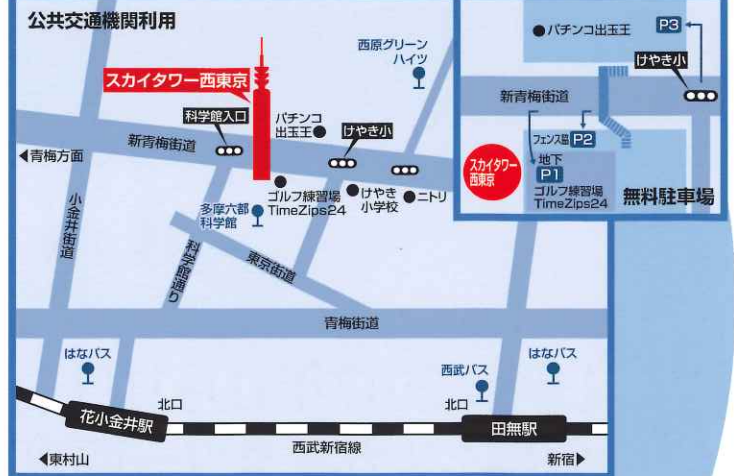 公共交通機関利用
西原グリーン
ハイツ
スカイタワー西東京
科学館入口
パチンコ
出玉王
けやき小
新青梅街道
◀青梅方面
小金井街道
多摩六都
科学館
ゴルフ練習場
TimeZips24
けやき
小学校
ニトリ
科学館通り
東京街道
青梅街道
はなバス
西武バス
はなバス
北口
北口
花小金井駅
田無駅
西武新宿線
◀東村山
新宿▶
パチンコ出玉王
P3
けやき小
新青梅街道
フェンス脇 P2
スカイタワー
西東京
地下
P1
ゴルフ練習場
TimeZips24
無料駐車場